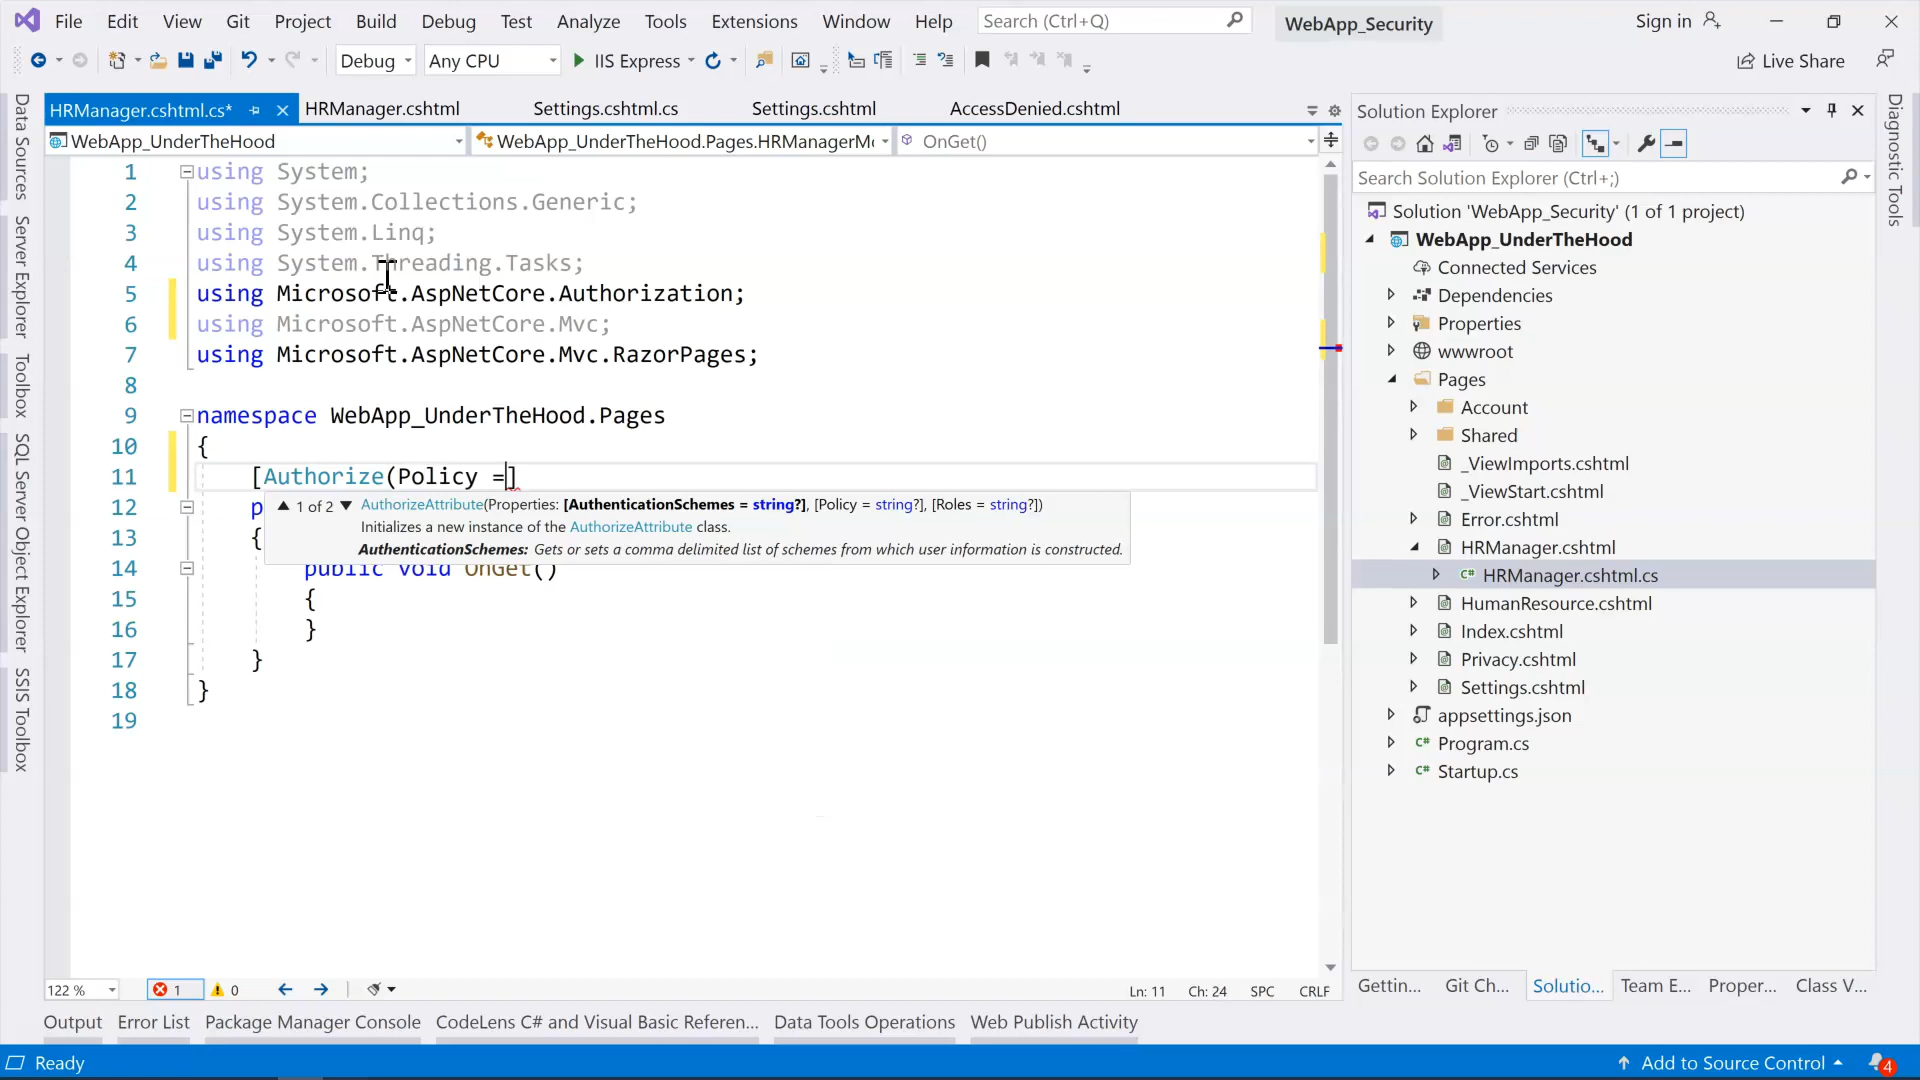 File Edit View Git Project Build Debug Test Analyze Tools Extensions Window Help Search (Ctrl+Q) WebApp_Security Sign in
Debug Any CPU IIS Express Live Share
HRManager.cshtml.cs* HRManager.cshtml Settings.cshtml.cs Settings.cshtml AccessDenied.cshtml
WebApp_UnderTheHood WebApp_UnderTheHood.Pages.HRManagerMo OnGet()
1 using System;
2 using System.Collections.Generic;
3 using System.Linq;
4 using System.Threading.Tasks;
5 using Microsoft.AspNetCore.Authorization;
6 using Microsoft.AspNetCore.Mvc;
7 using Microsoft.AspNetCore.Mvc.RazorPages;
8
9 namespace WebApp_UnderTheHood.Pages
10 {
11 [Authorize(Policy =]
12 p
1 of 2 AuthorizeAttribute(Properties: [AuthenticationSchemes = string?], [Policy = string?], [Roles = string?])
Initializes a new instance of the AuthorizeAttribute class.
13 {
AuthenticationSchemes: Gets or sets a comma delimited list of schemes from which user information is constructed.
14 public void OnGet()
15 {
16 }
17 }
18 }
19
122 % 1 0 Ln: 11 Ch: 24 SPC CRLF
Output Error List Package Manager Console CodeLens C# and Visual Basic Referen... Data Tools Operations Web Publish Activity
Ready Add to Source Control 4
Data Sources
Server Explorer
Toolbox
SQL Server Object Explorer
SSIS Toolbox
Solution Explorer
Search Solution Explorer (Ctrl+;)
Solution 'WebApp_Security' (1 of 1 project)
WebApp_UnderTheHood
Connected Services
Dependencies
Properties
wwwroot
Pages
Account
Shared
_ViewImports.cshtml
_ViewStart.cshtml
Error.cshtml
HRManager.cshtml
C# HRManager.cshtml.cs
HumanResource.cshtml
Index.cshtml
Privacy.cshtml
Settings.cshtml
appsettings.json
C# Program.cs
C# Startup.cs
Gettin... Git Ch... Solutio... Team E... Proper... Class V...
Diagnostic Tools